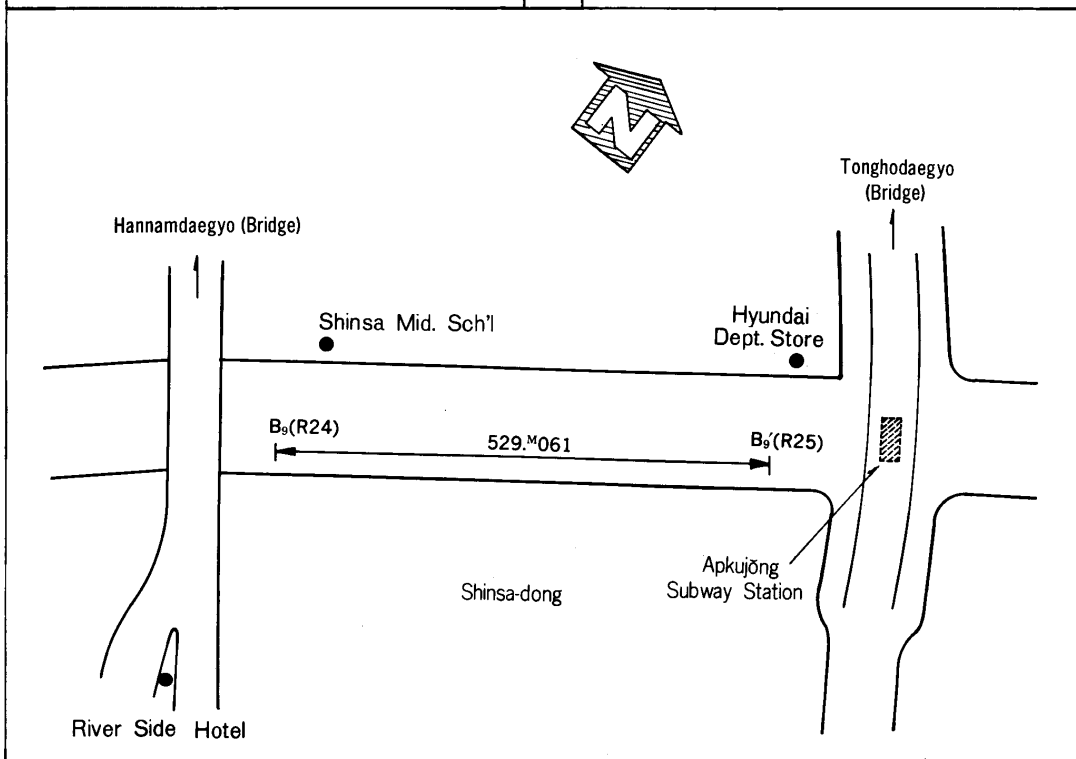 N
Tonghodaegyo
(Bridge)
Hannamdaegyo (Bridge)
Shinsa Mid. Sch'l
Hyundai
Dept. Store
B₉(R24)
529.ᴹ061
B₉′(R25)
Apkujŏng
Subway Station
Shinsa-dong
River Side Hotel